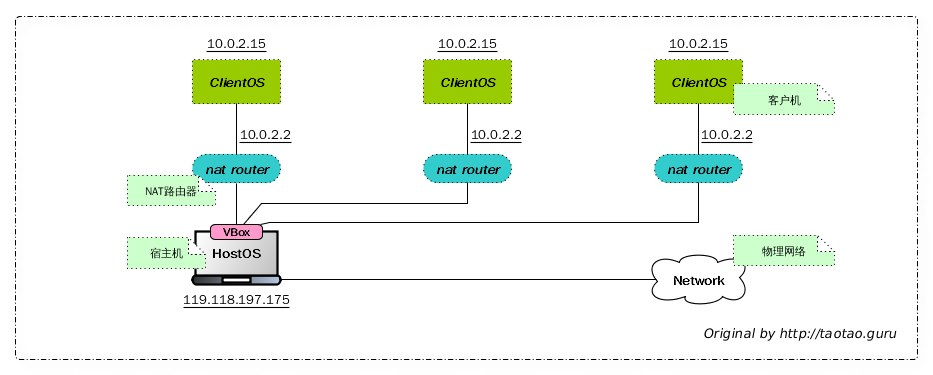 10.0.2.15 10.0.2.15 10.0.2.15
ClientOS ClientOS ClientOS
客户机
10.0.2.2 10.0.2.2 10.0.2.2
nat router nat router nat router
NAT路由器
VBox
宿主机 HostOS 物理网络
Network
119.118.197.175
Original by http://taotao.guru